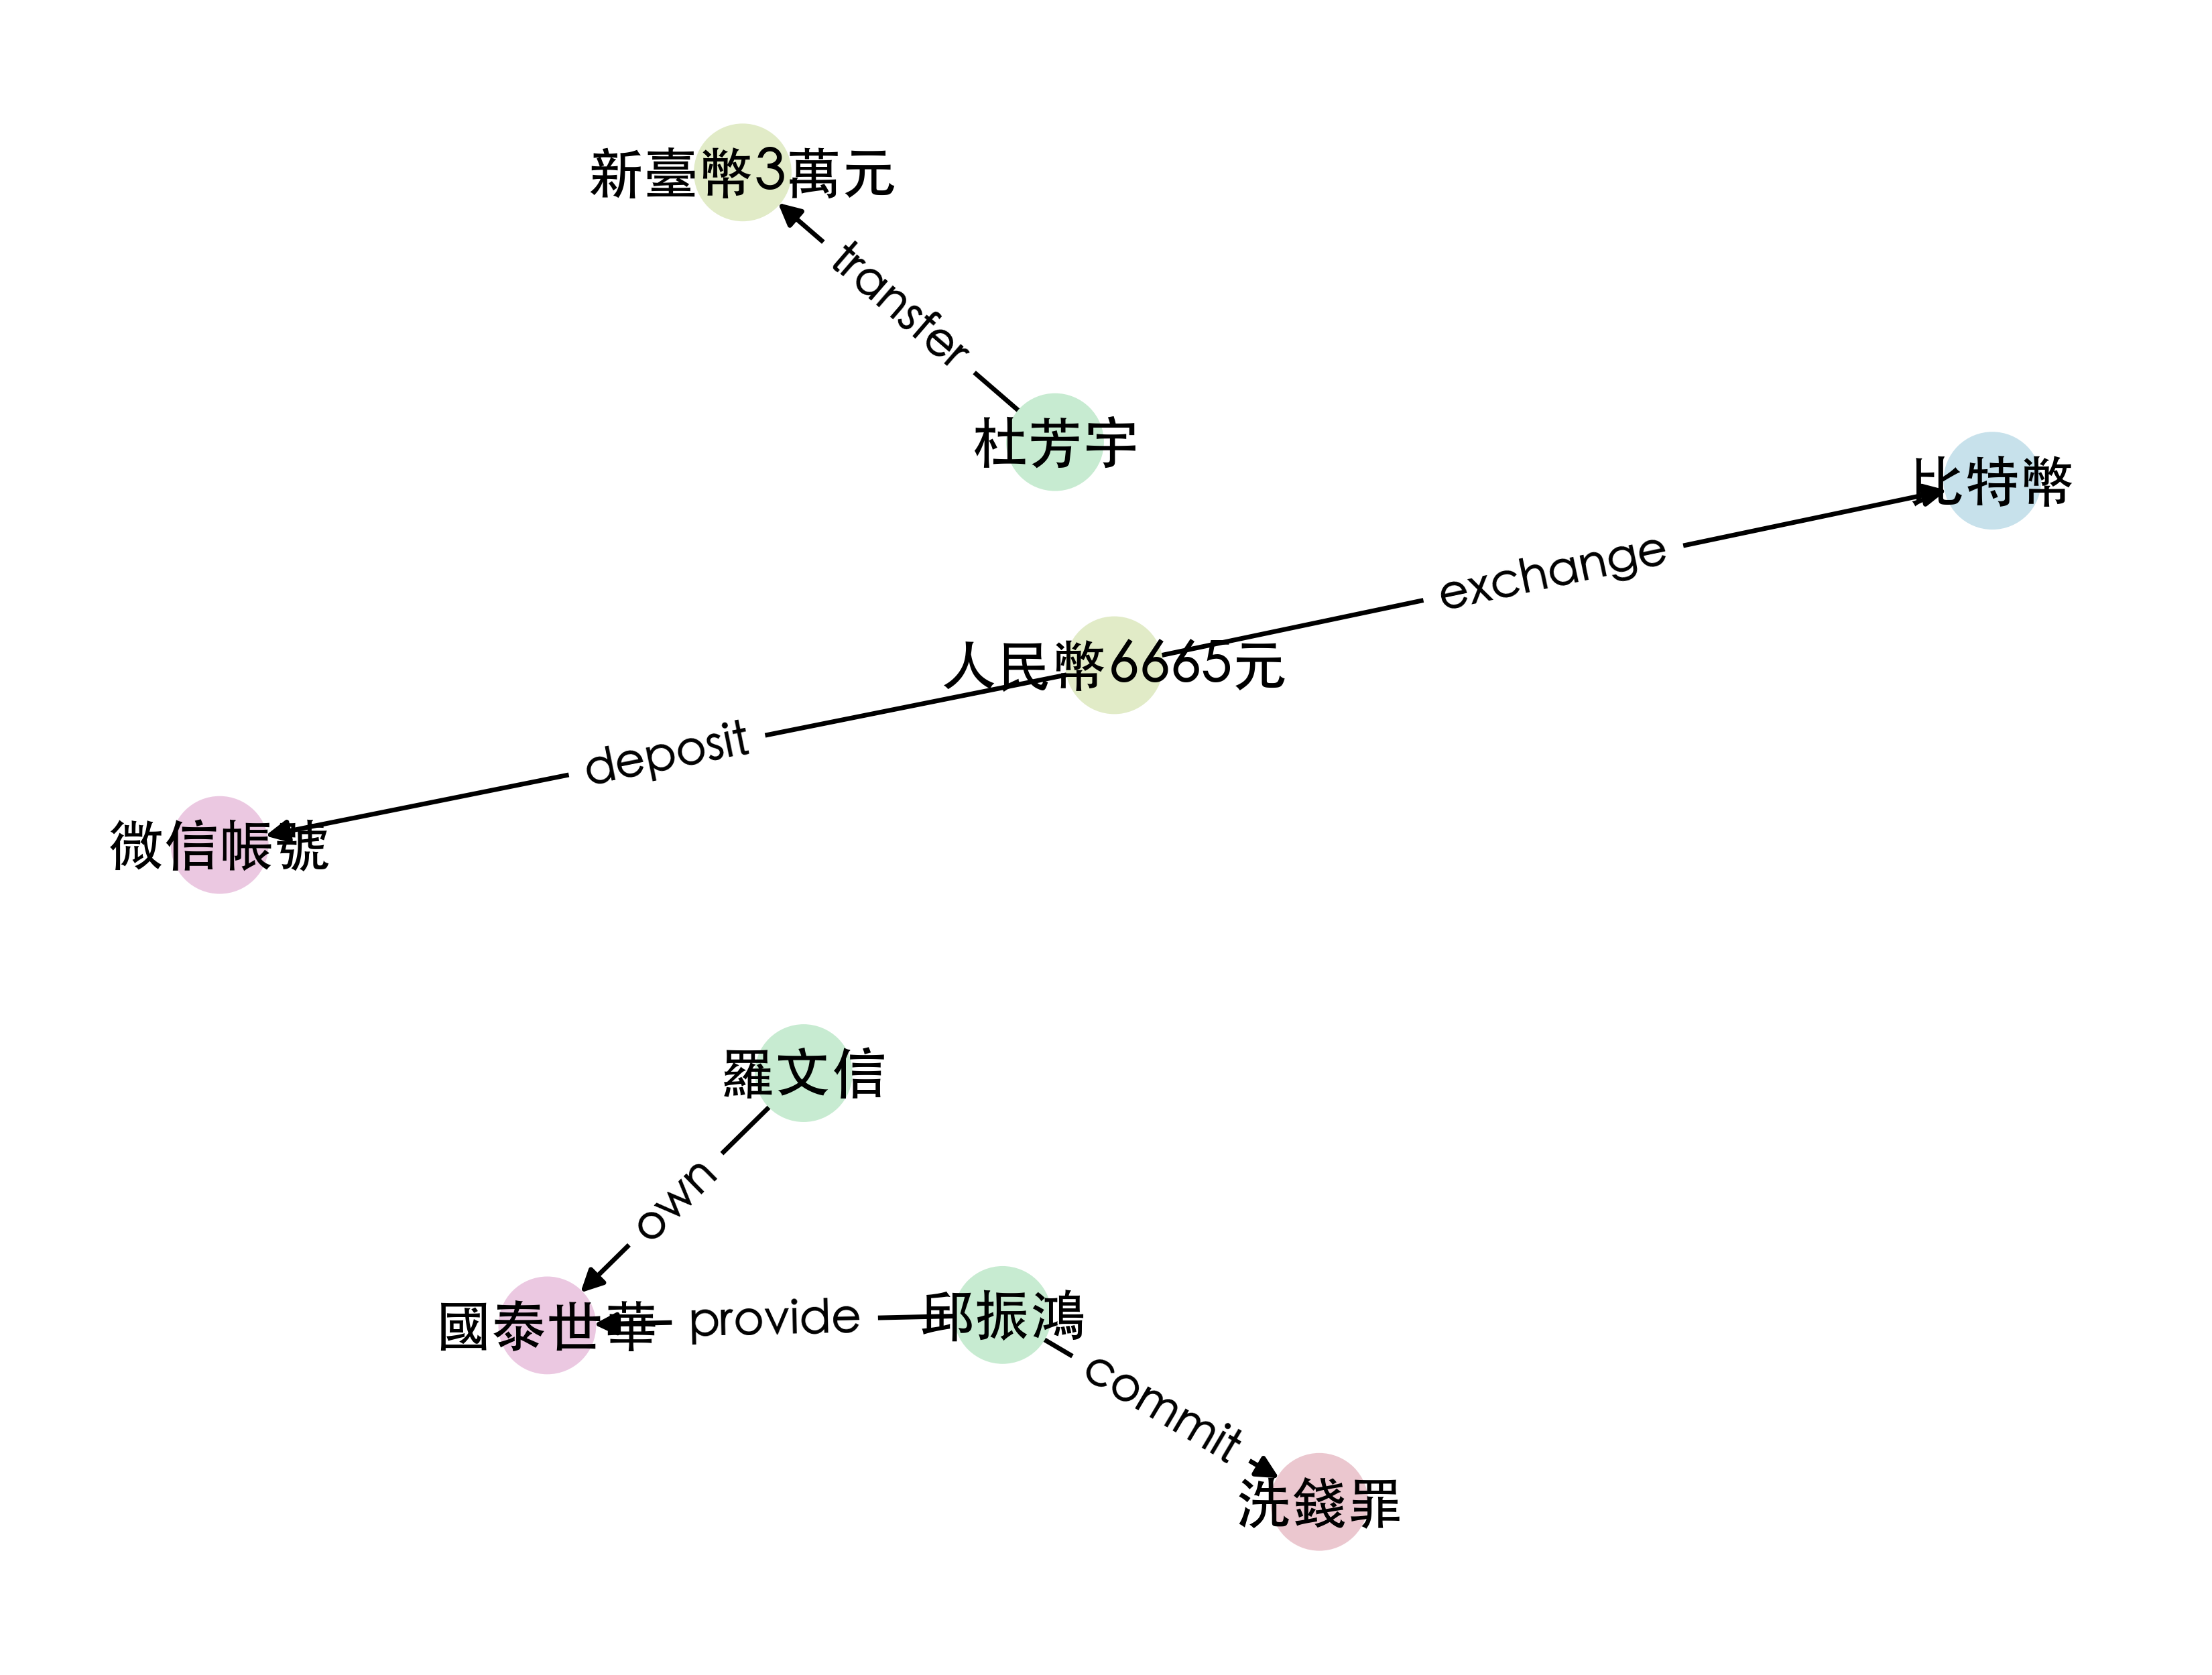 新臺幣3萬元
transfer
杜芳宇
比特幣
exchange
人民幣6665元
deposit
微信帳號
羅文信
own
國泰世華
provide
邱振鴻
commit
洗錢罪